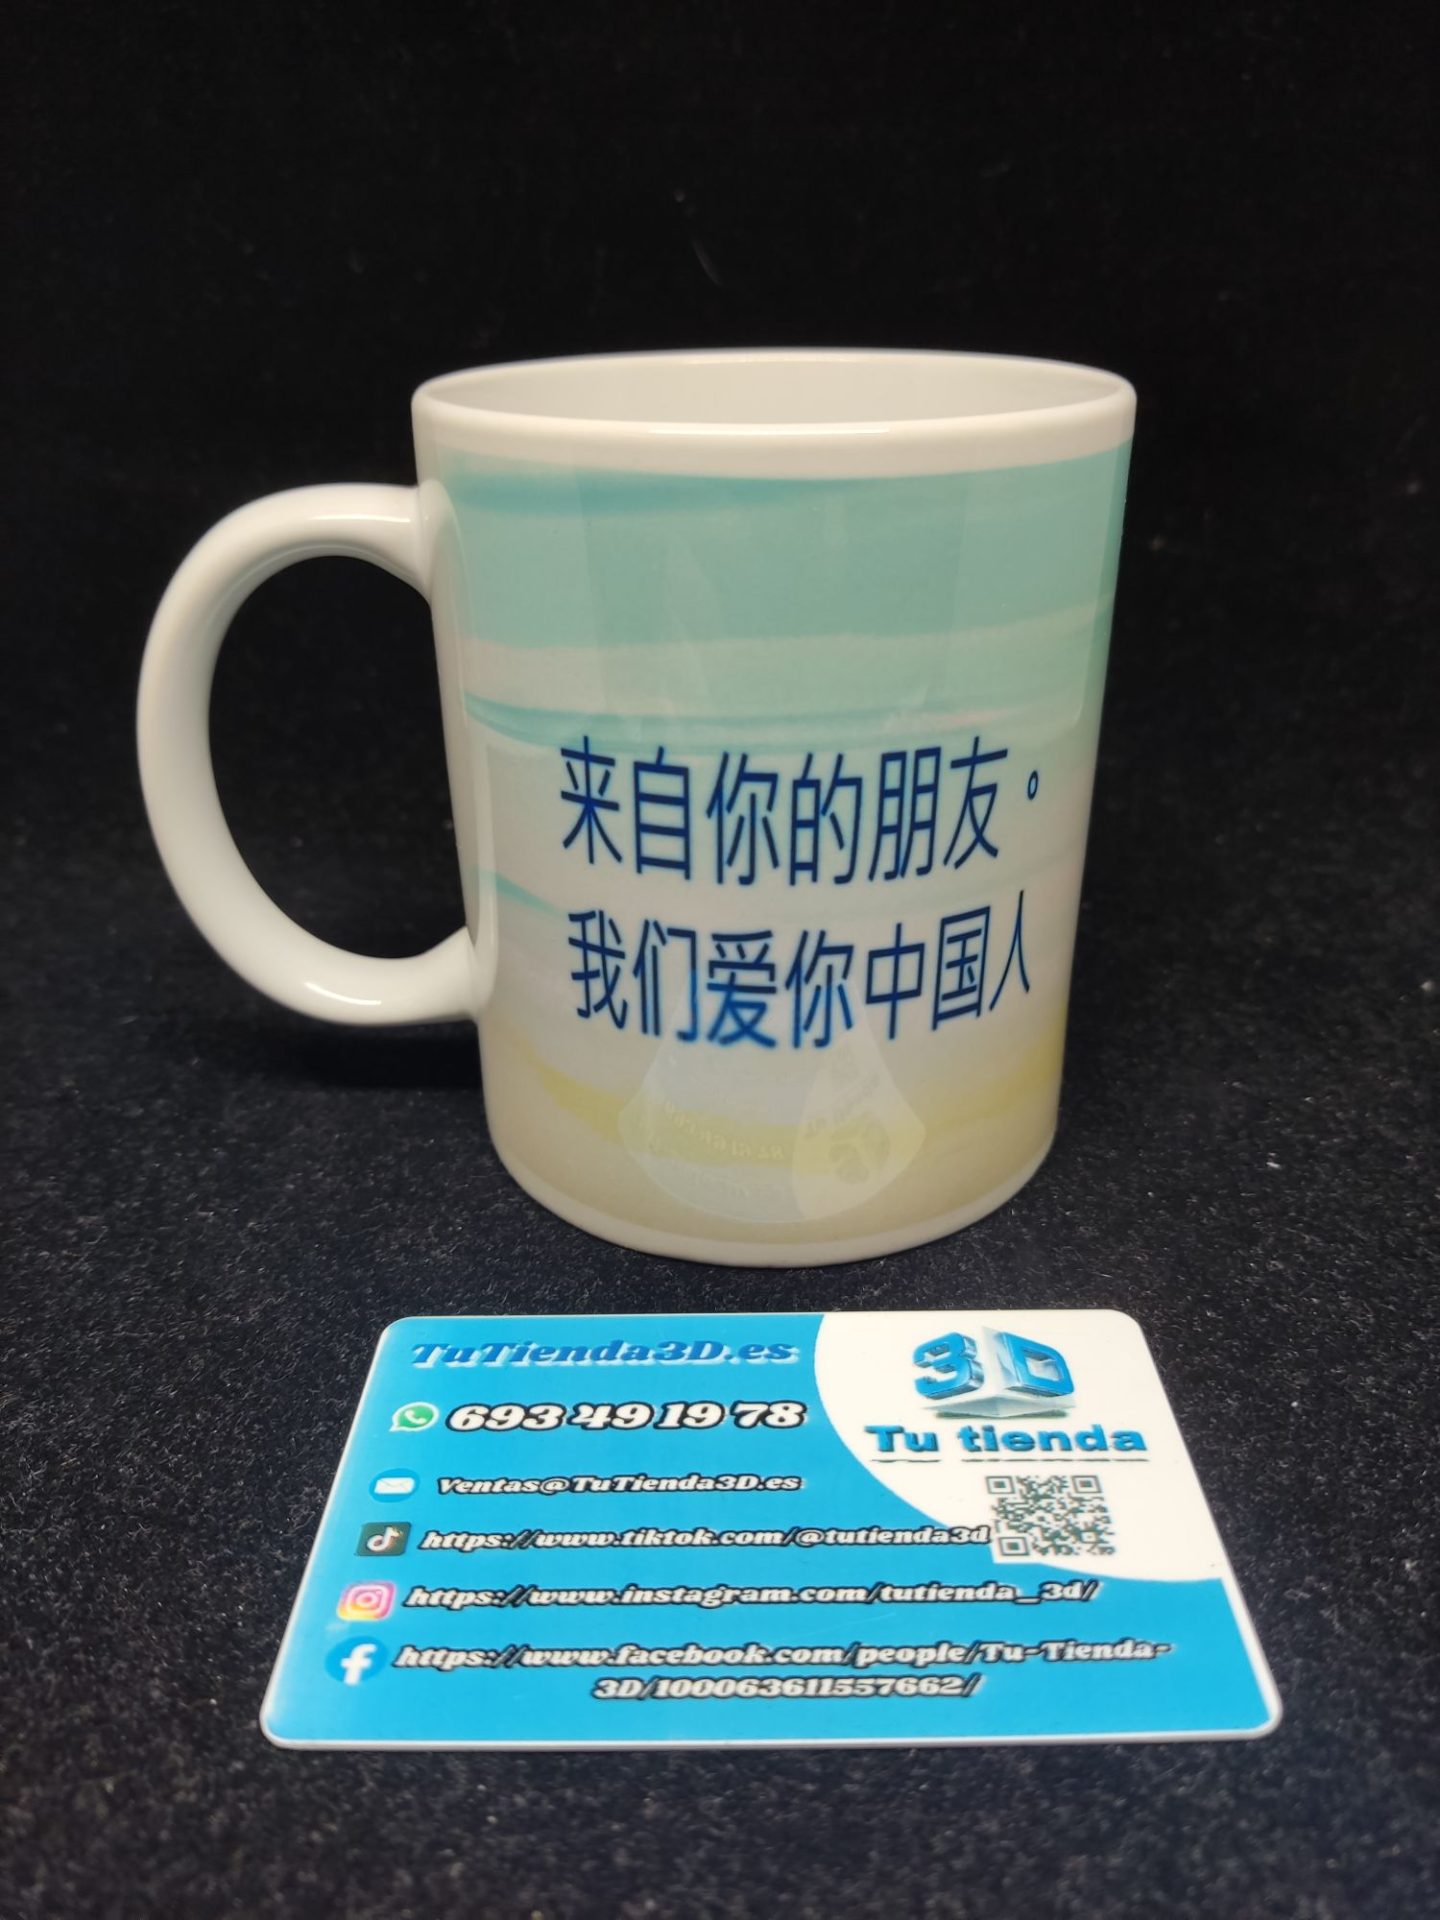 来自你的朋友。
我们爱你中国人
TuTienda3D.es
693 49 19 78
Ventas@TuTienda3D.es
https://www.tiktok.com/@tutienda3d
https://www.instagram.com/tutienda_3d/
https://www.facebook.com/people/Tu-Tienda-
3D/100063611557662/
3D
Tu tienda